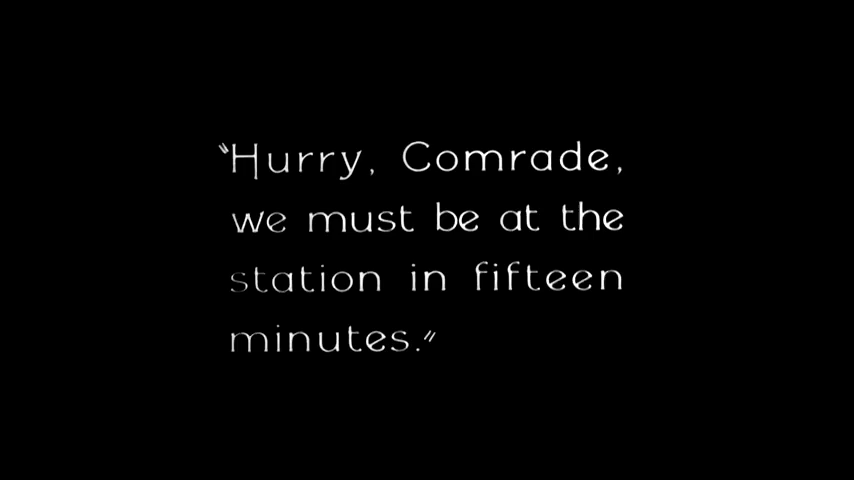 "Hurry, Comrade,
we must be at the
station in fifteen
minutes."